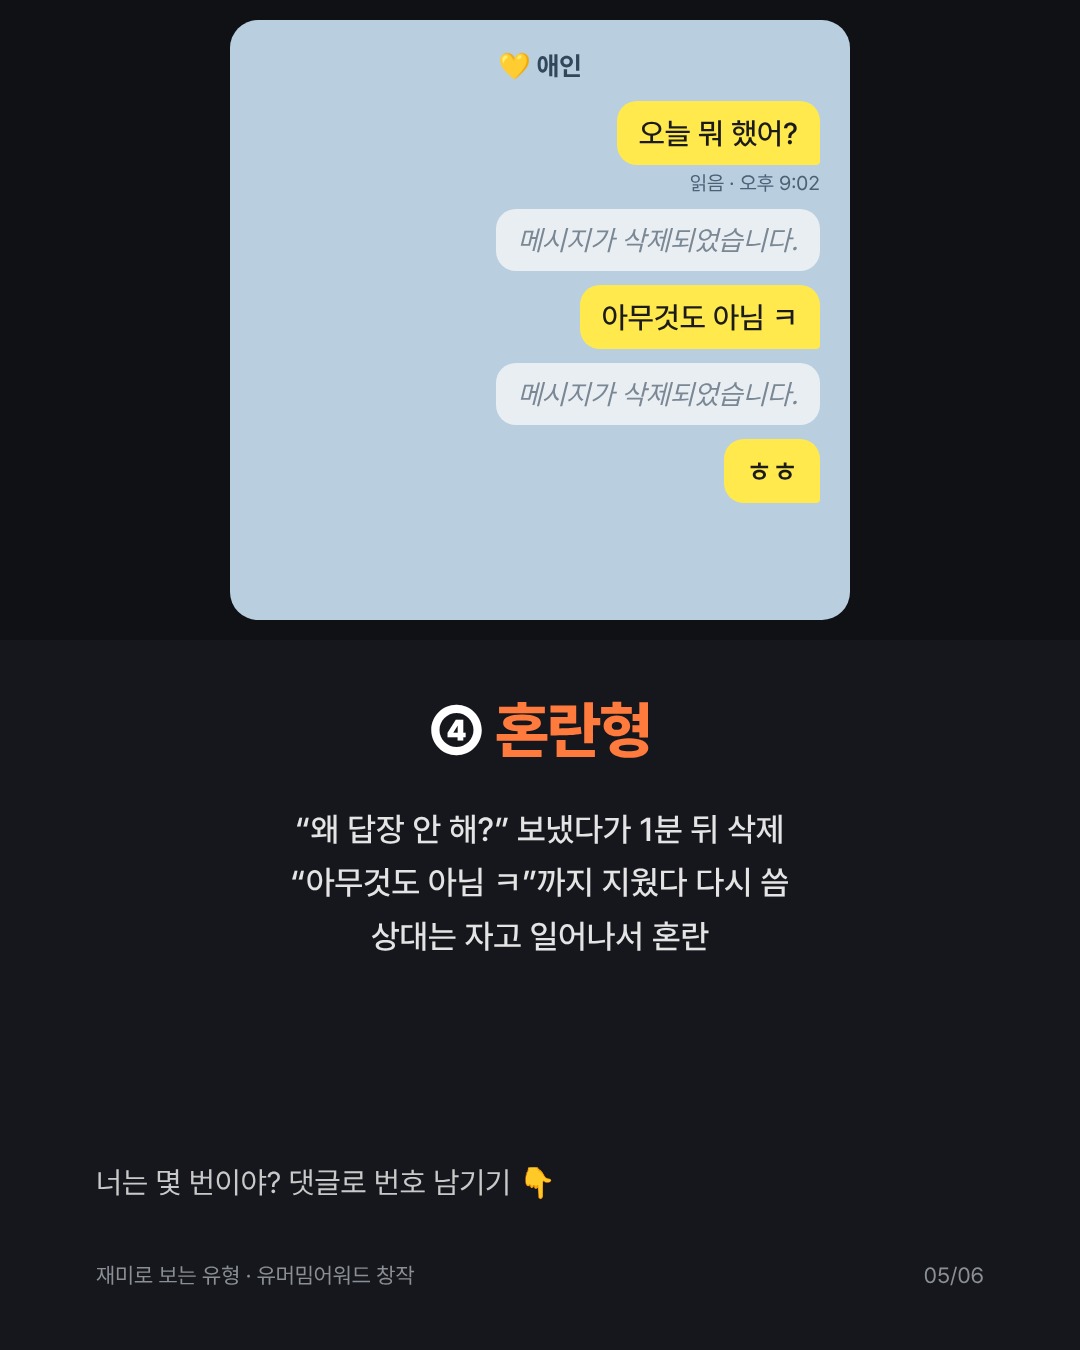 💛 애인
오늘 뭐 했어?
읽음 · 오후 9:02
메시지가 삭제되었습니다.
아무것도 아님 ㅋ
메시지가 삭제되었습니다.
ㅎㅎ
❹ 혼란형
“왜 답장 안 해?” 보냈다가 1분 뒤 삭제
“아무것도 아님 ㅋ”까지 지웠다 다시 씀
상대는 자고 일어나서 혼란
너는 몇 번이야? 댓글로 번호 남기기 👇
재미로 보는 유형 · 유머밈어워드 창작
05/06